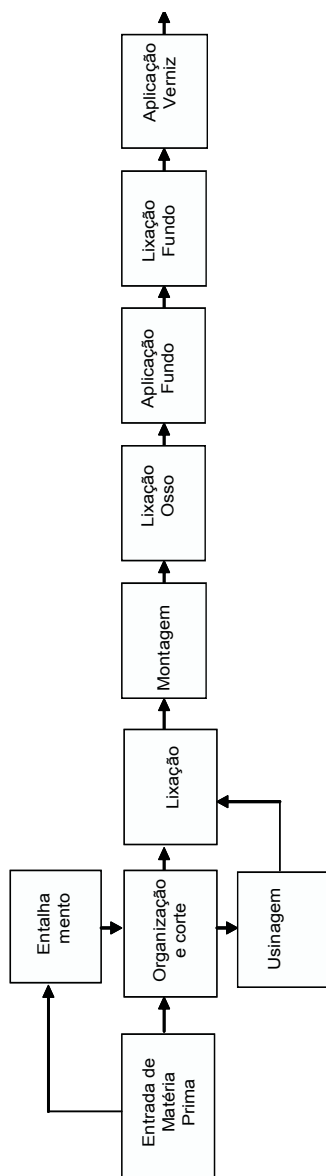 Entrada de
Matéria
Prima
Entalha
mento
Organização
e corte
Usinagem
Lixação
Montagem
Lixação
Osso
Aplicação
Fundo
Lixação
Fundo
Aplicação
Verniz